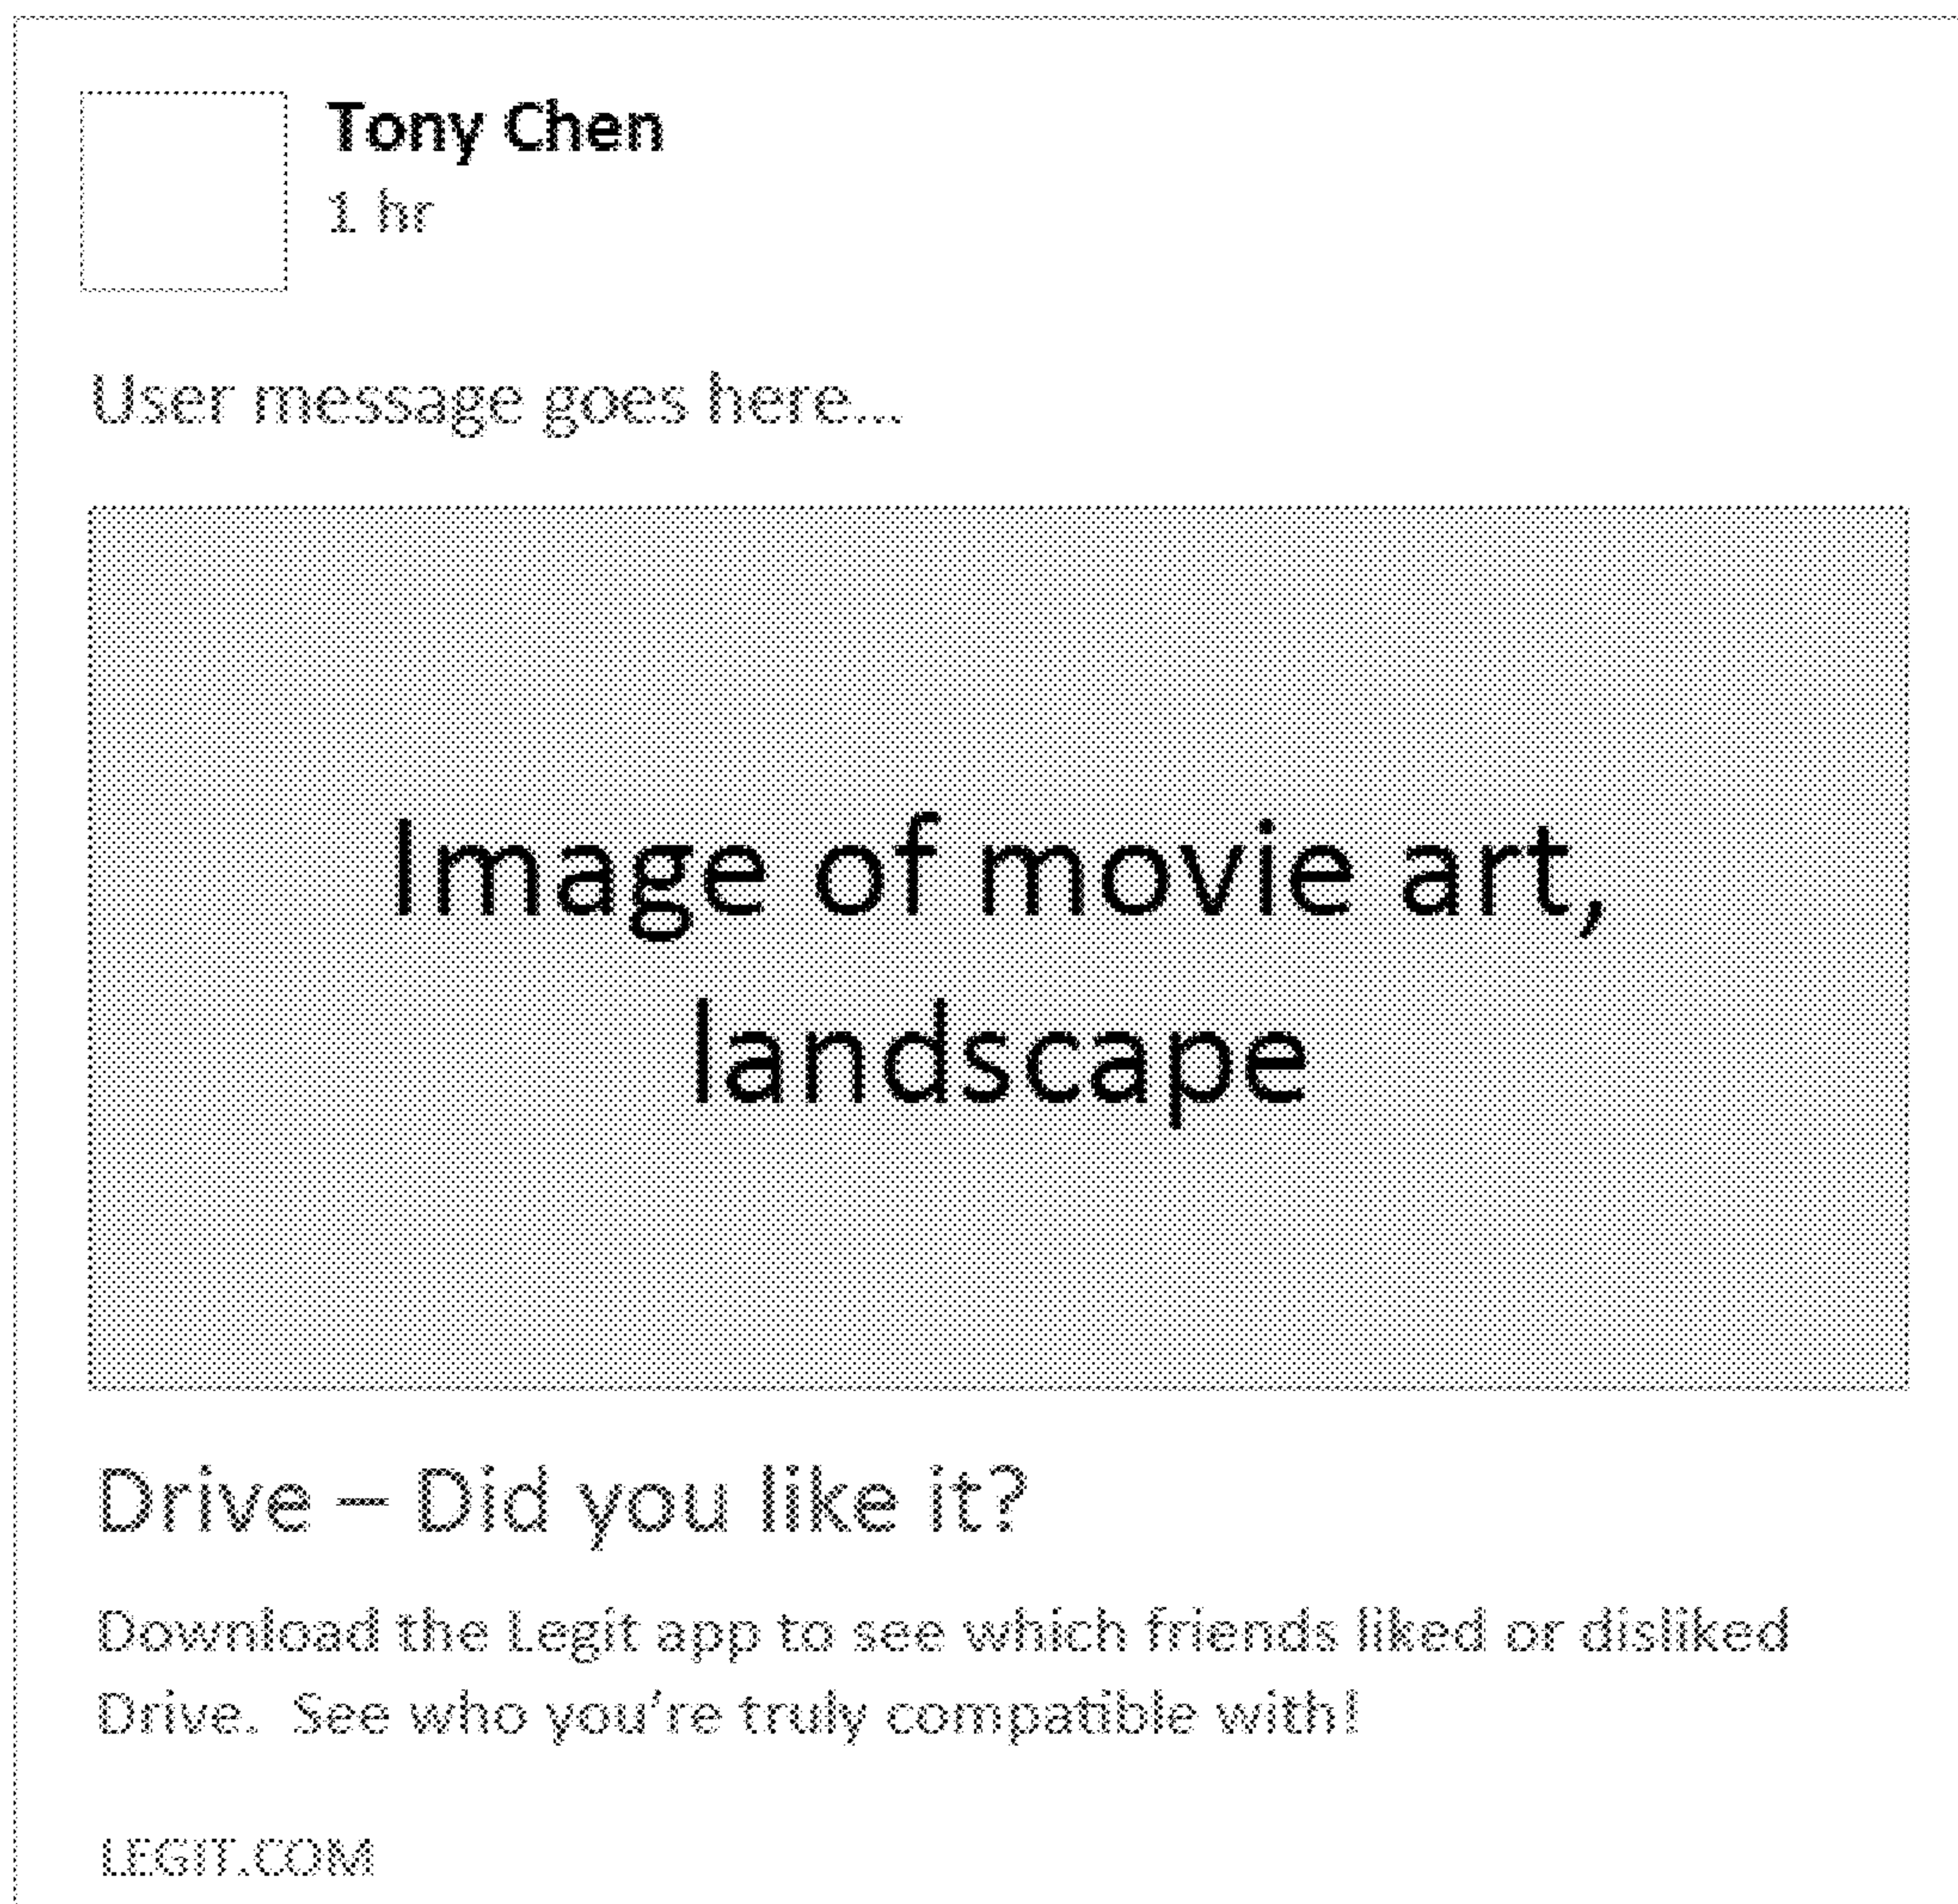 Tony Chen
1 hr
User message goes here...
Image of movie art,
landscape
Drive – Did you like it?
Download the Legit app to see which friends liked or disliked
Drive.  See who you’re truly compatible with!
LEGIT.COM